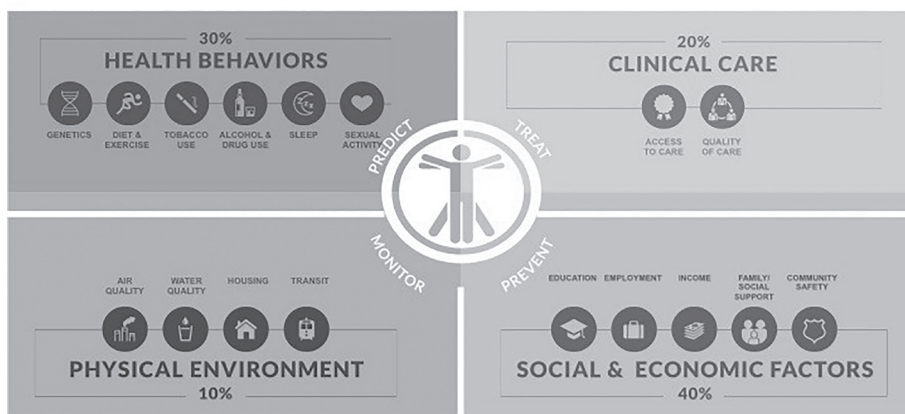 30%
HEALTH BEHAVIORS
GENETICS
DIET &
EXERCISE
TOBACCO
USE
ALCOHOL &
DRUG USE
SLEEP
SEXUAL
ACTIVITY
20%
CLINICAL CARE
ACCESS
TO CARE
QUALITY
OF CARE
PREDICT
TREAT
MONITOR
PREVENT
AIR
QUALITY
WATER
QUALITY
HOUSING
TRANSIT
PHYSICAL ENVIRONMENT
10%
EDUCATION
EMPLOYMENT
INCOME
FAMILY/
SOCIAL
SUPPORT
COMMUNITY
SAFETY
SOCIAL & ECONOMIC FACTORS
40%